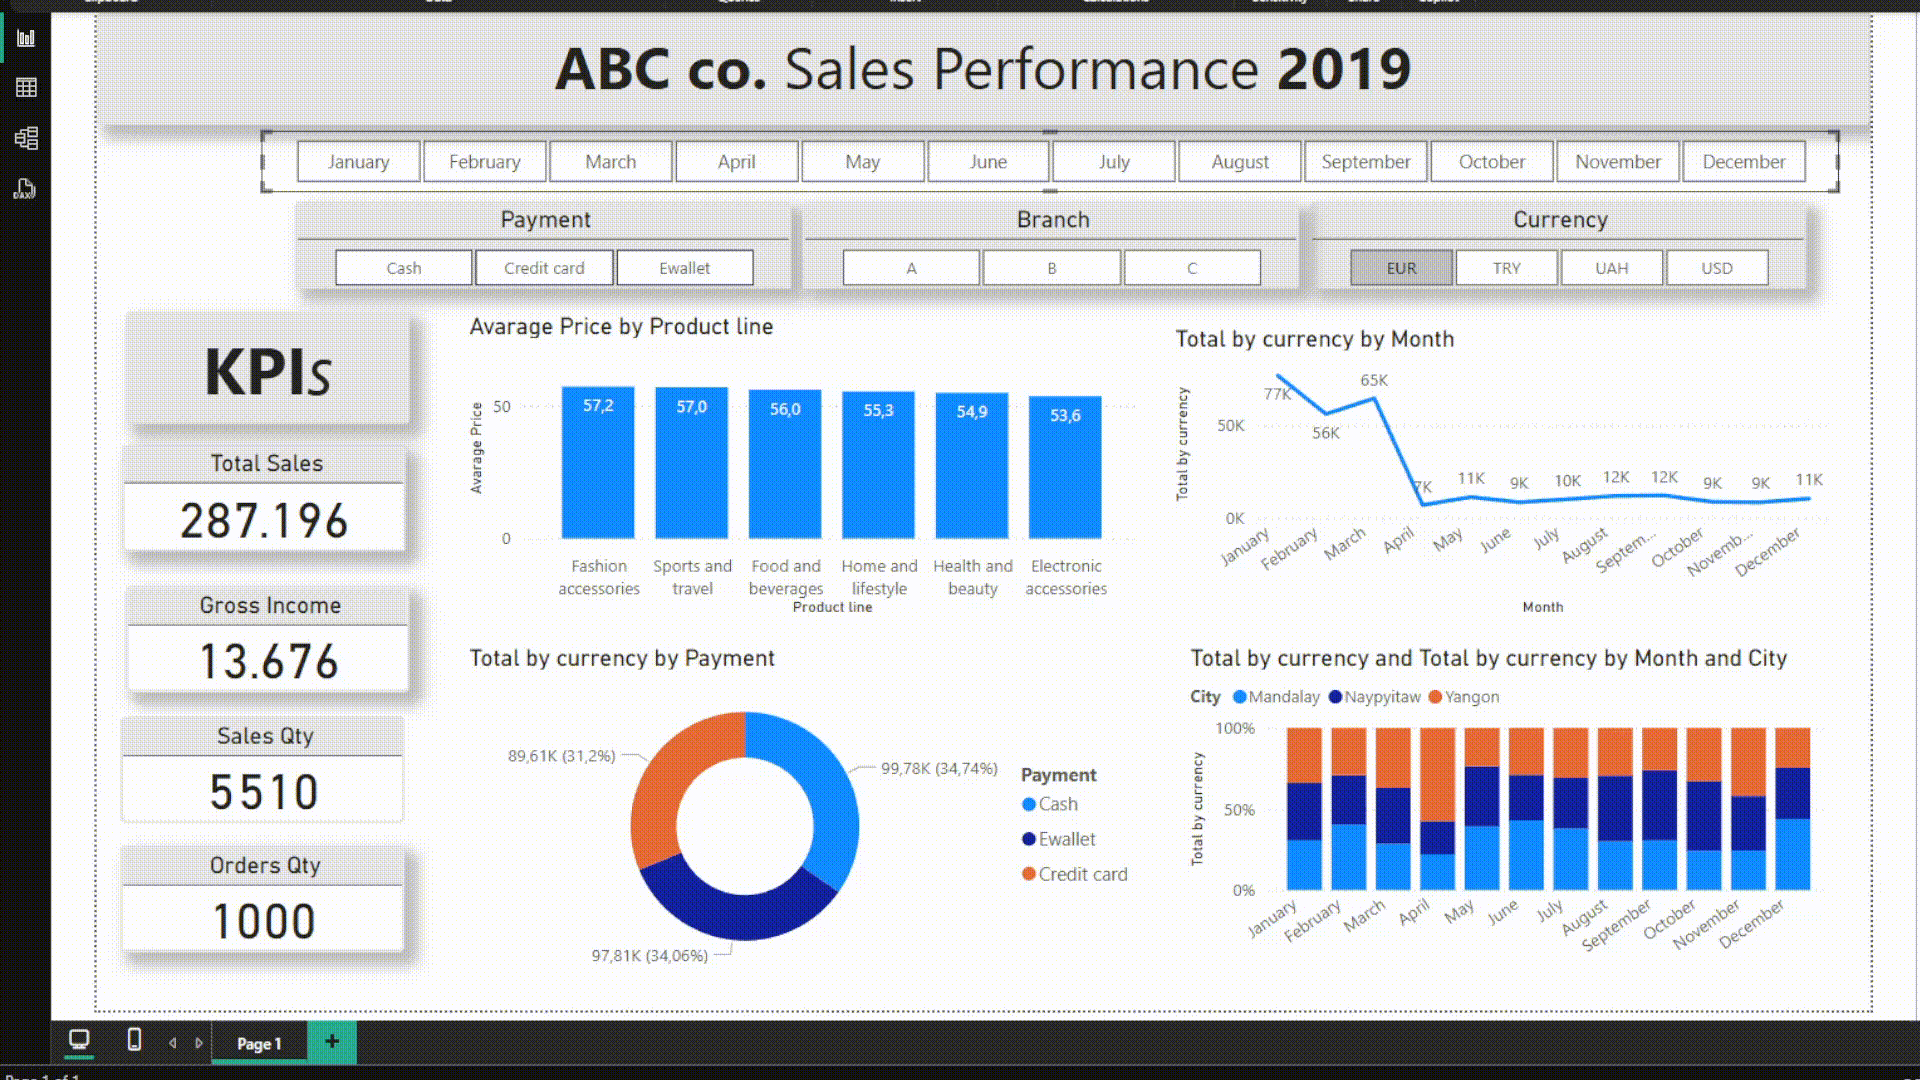 ABC co. Sales Performance 2019
January February March April May June July August September October November December
Payment Branch Currency
Cash Credit card Ewallet A B C EUR TRY UAH USD
KPIs
Total Sales
287.196
Gross Income
13.676
Sales Qty
5510
Orders Qty
1000
Avarage Price by Product line
Avarage Price
50
0
57,2 57,0 56,0 55,3 54,9 53,6
Fashion accessories
Sports and travel
Food and beverages
Home and lifestyle
Health and beauty
Electronic accessories
Product line
Total by currency by Month
Total by currency
50K
0K
77K 56K 65K 7K 11K 9K 10K 12K 12K 9K 9K 11K
January February March April May June July August Septem... October Novemb... December
Month
Total by currency by Payment
89,61K (31,2%)
99,78K (34,74%)
97,81K (34,06%)
Payment
Cash
Ewallet
Credit card
Total by currency and Total by currency by Month and City
City Mandalay Naypyitaw Yangon
Total by currency
100%
50%
0%
January February March April May June July August September October November December
Page 1
+